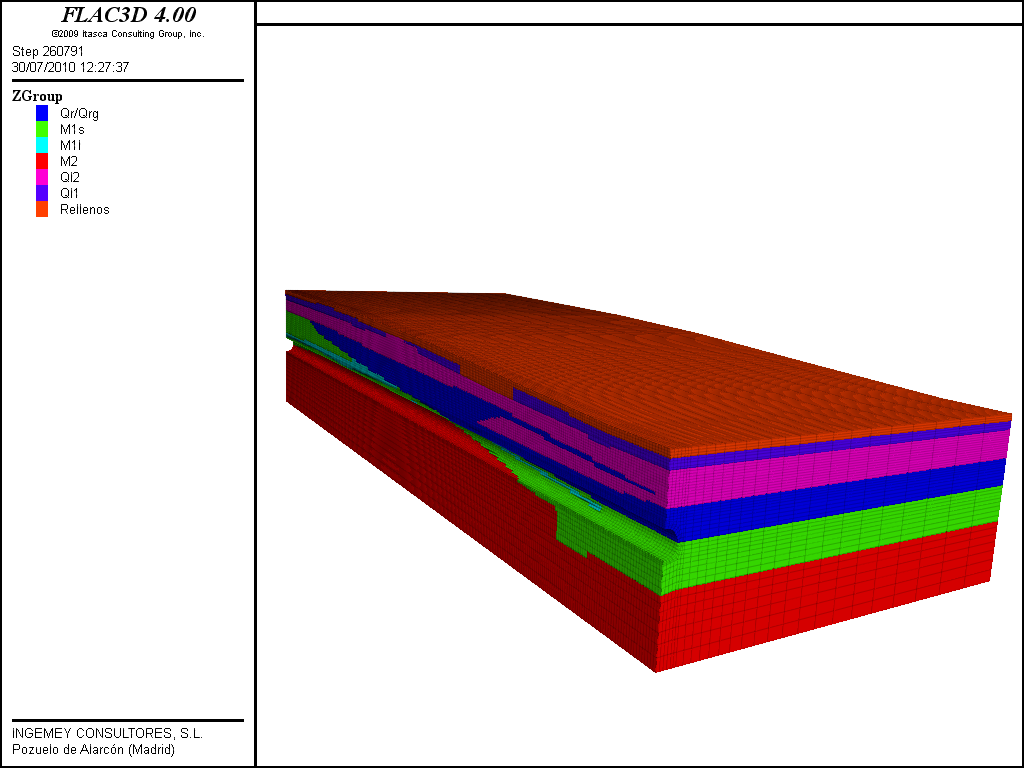 FLAC3D 4.00
©2009 Itasca Consulting Group, Inc.
Step 260791
30/07/2010 12:27:37
ZGroup
Qr/Qrg
M1s
M1i
M2
Ql2
Ql1
Rellenos
INGEMEY CONSULTORES, S.L.
Pozuelo de Alarcón (Madrid)